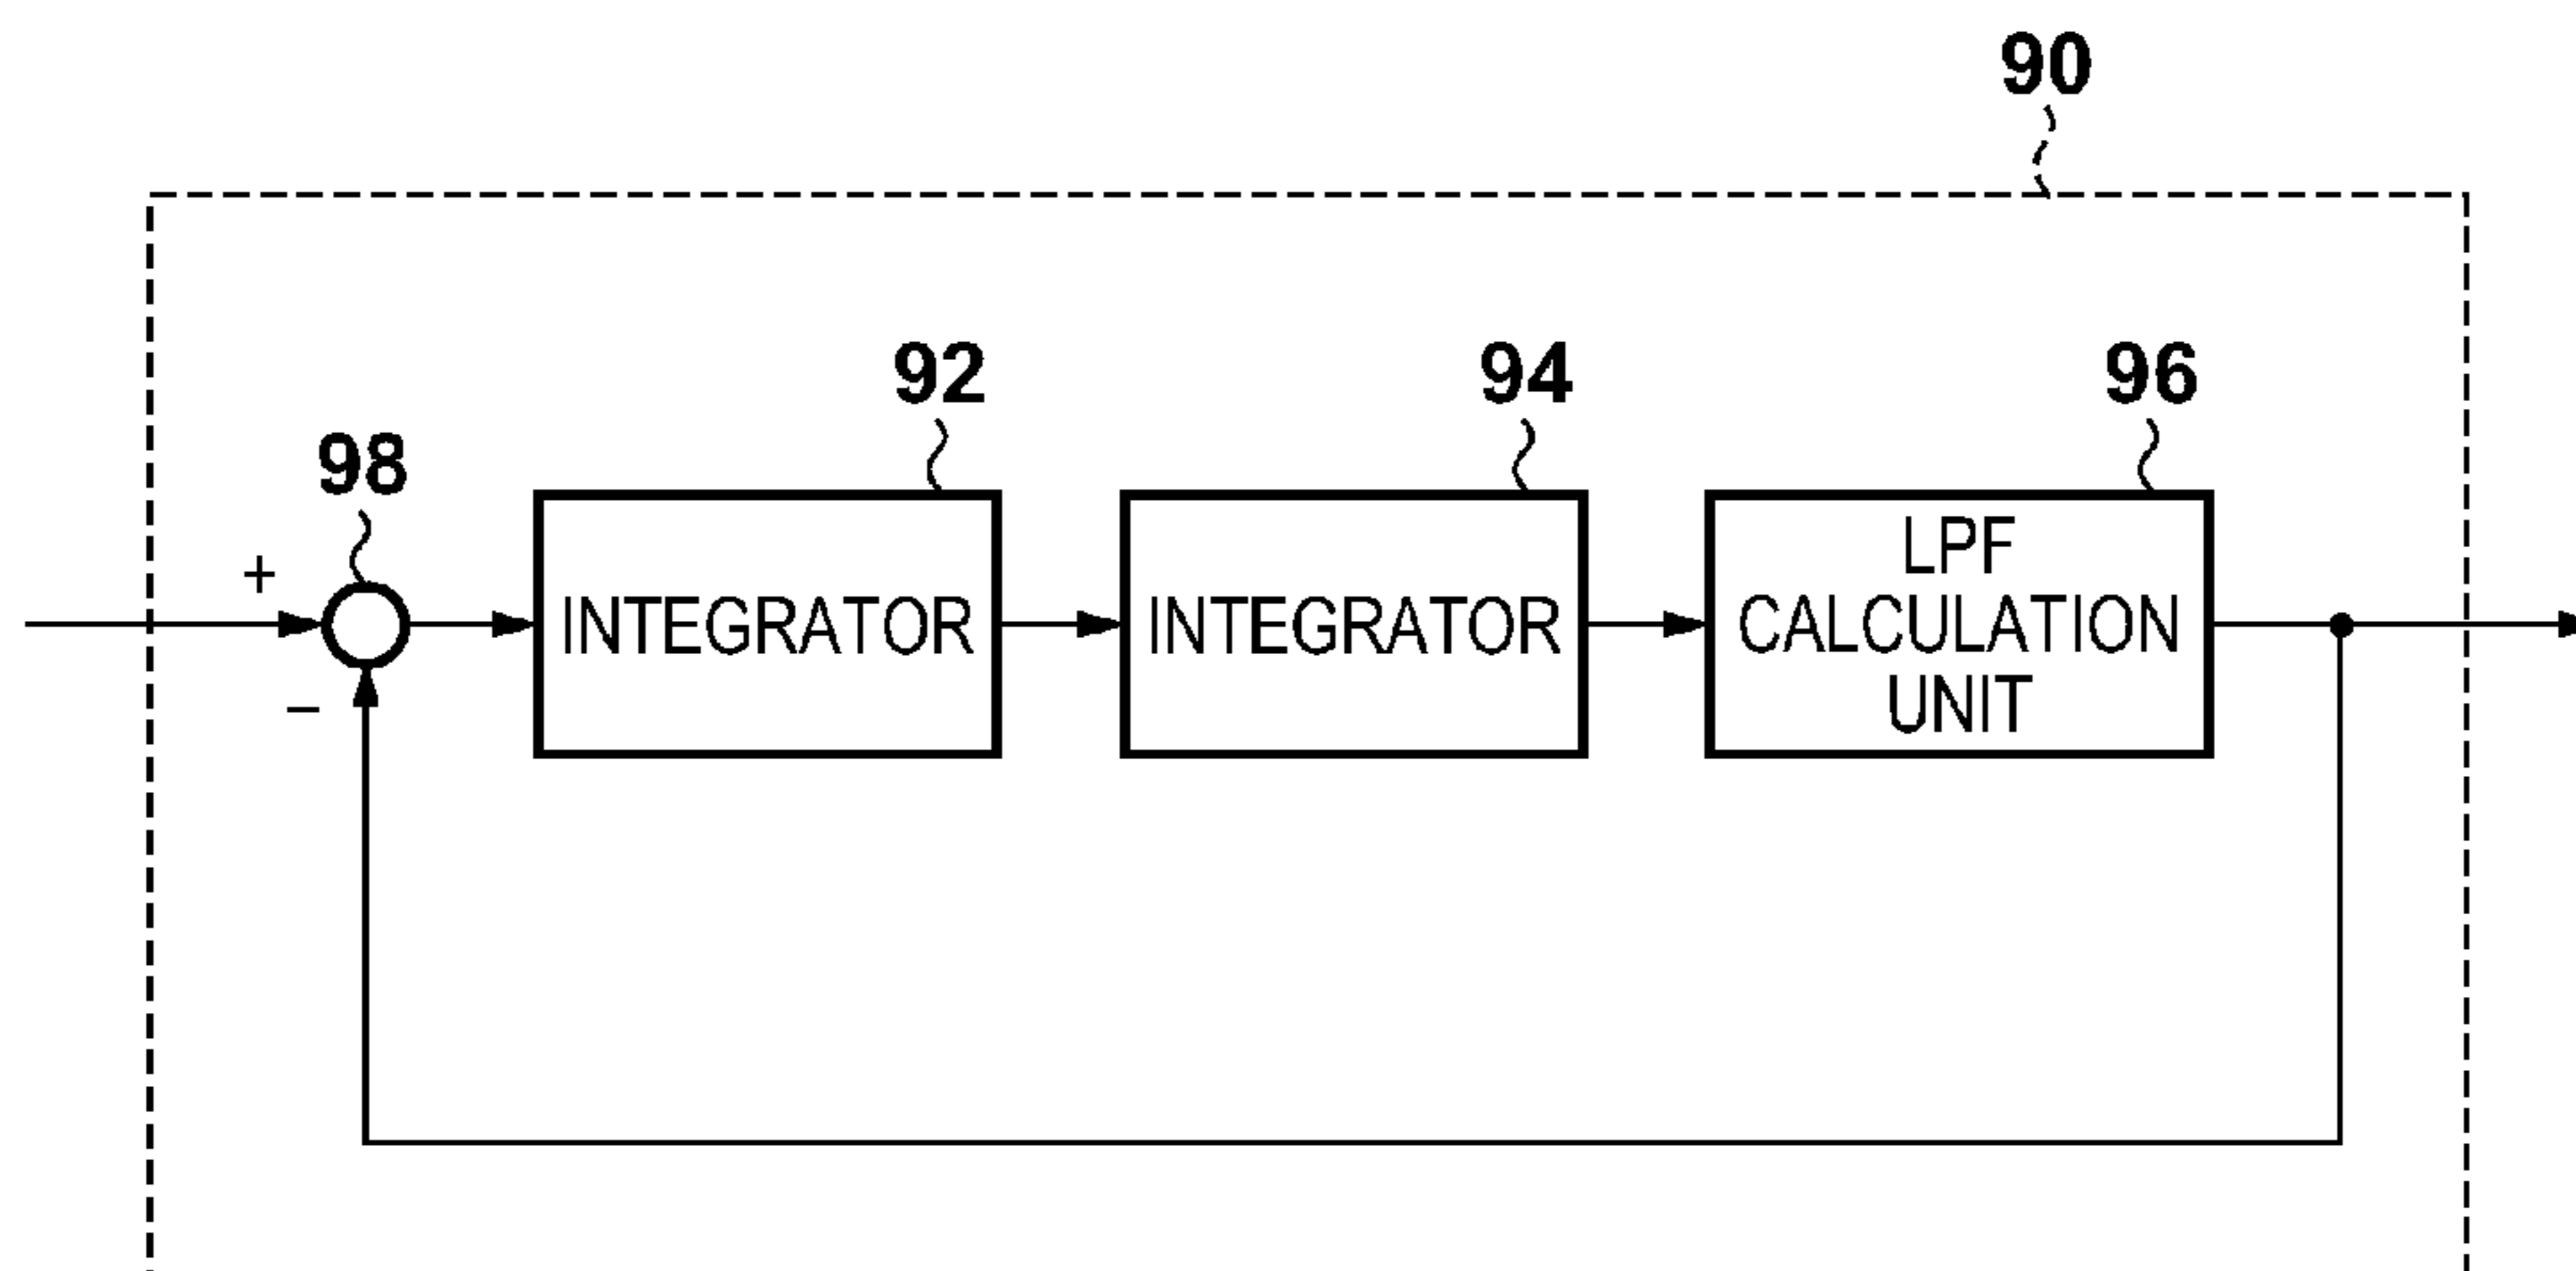 90
92
94
96
98
+
INTEGRATOR
INTEGRATOR
LPF
CALCULATION
UNIT
−